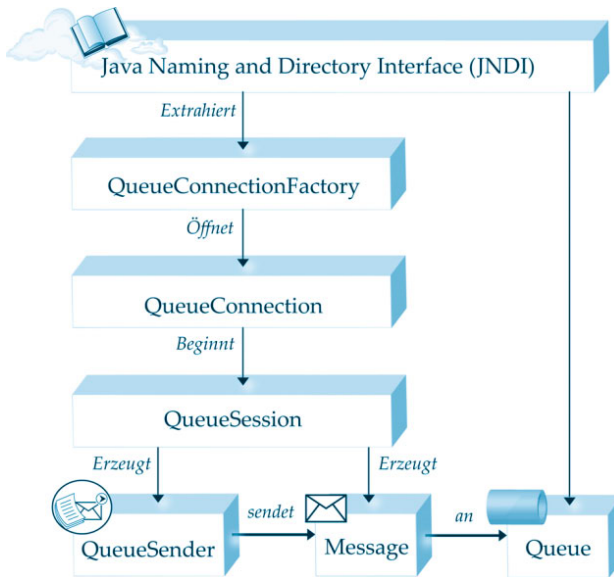 Java Naming and Directory Interface (JNDI)
Extrahiert
QueueConnectionFactory
Öffnet
QueueConnection
Beginnt
QueueSession
Erzeugt
Erzeugt
QueueSender
sendet
Message
an
Queue